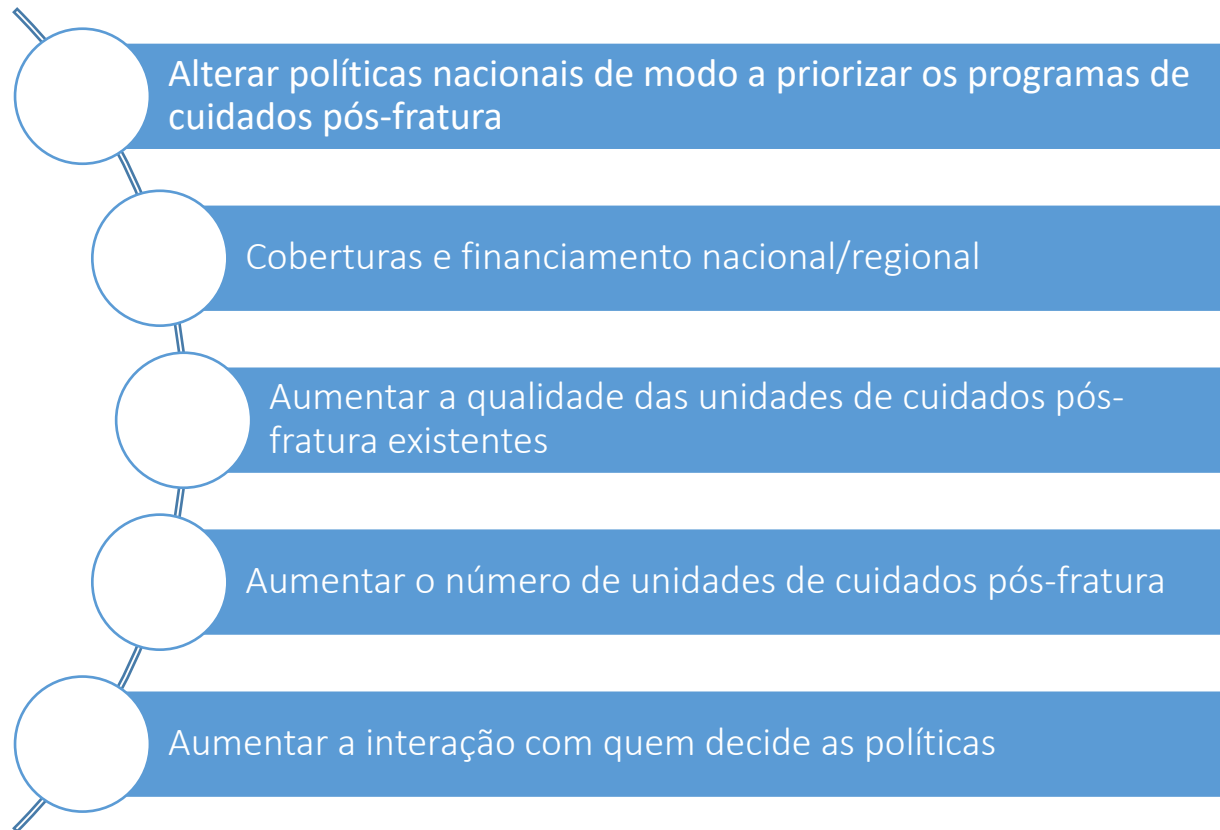 Alterar políticas nacionais de modo a priorizar os programas de
cuidados pós-fratura
Coberturas e financiamento nacional/regional
Aumentar a qualidade das unidades de cuidados pós-
fratura existentes
Aumentar o número de unidades de cuidados pós-fratura
Aumentar a interação com quem decide as políticas